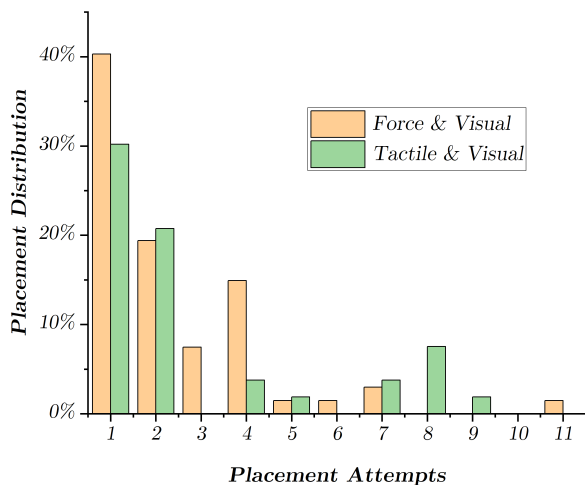 40%
30%
20%
10%
0%
Placement Distribution
Force & Visual
Tactile & Visual
1 2 3 4 5 6 7 8 9 10 11
Placement Attempts